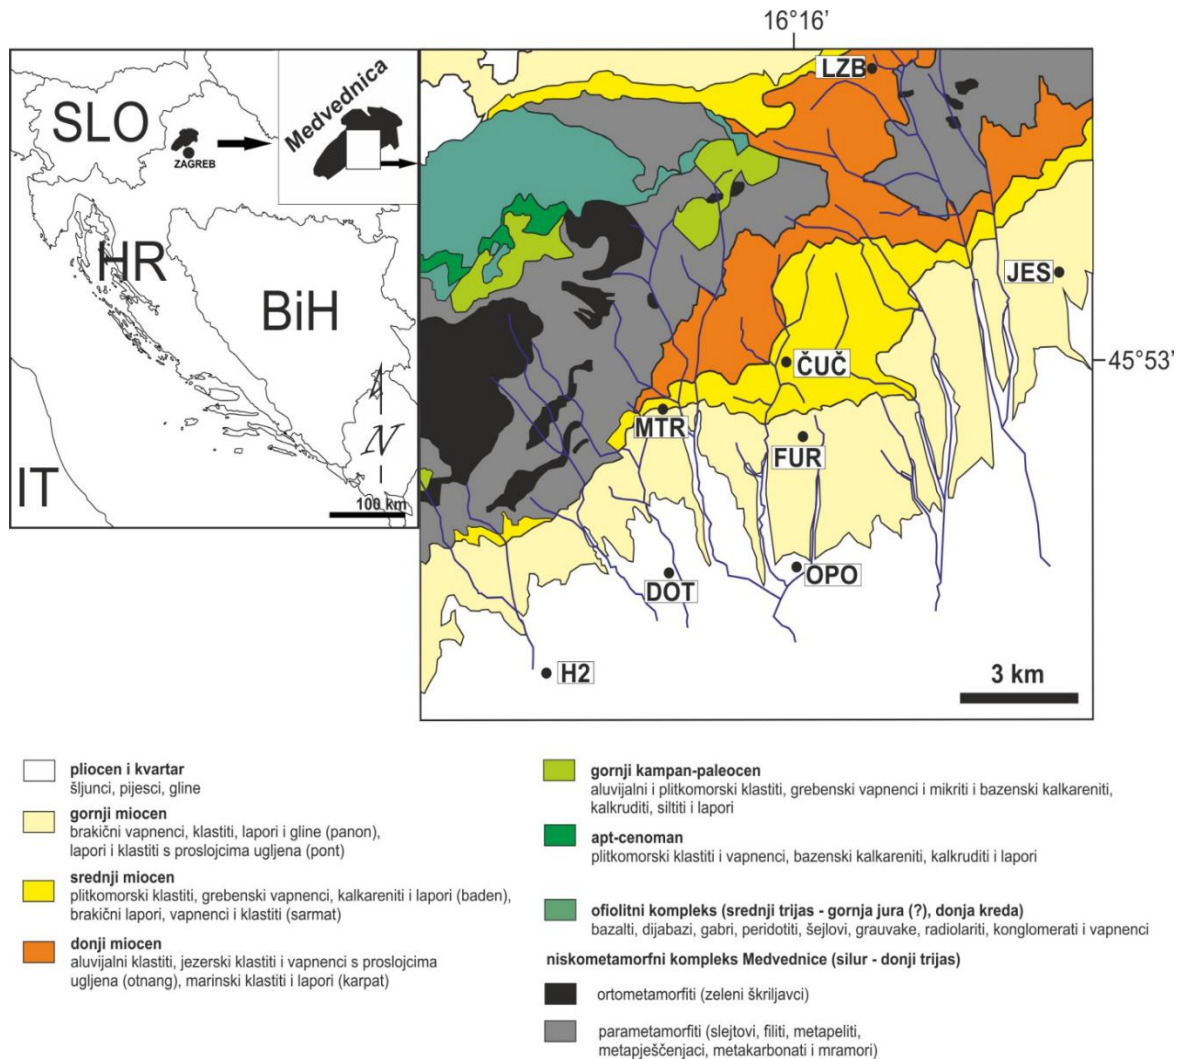 16°16’
SLO
Medvednica
ZAGREB
HR
BiH
IT
N
100 km
LZB
JES
45°53’
ČUČ
MTR
FUR
DOT
OPO
H2
3 km
pliocen i kvartar
šljunci, pijesci, gline
gornji miocen
brakični vapnenci, klastiti, lapori i gline (panon),
lapori i klastiti s proslojcima ugljena (pont)
srednji miocen
plitkomorski klastiti, grebenski vapnenci, kalkareniti i lapori (baden),
brakični lapori, vapnenci i klastiti (sarmat)
donji miocen
aluvijalni klastiti, jezerski klastiti i vapnenci s proslojcima
ugljena (otnang), marinski klastiti i lapori (karpat)
gornji kampan-paleocen
aluvijalni i plitkomorski klastiti, grebenski vapnenci i mikriti i bazenski kalkareniti,
kalkruditi, siltiti i lapori
apt-cenoman
plitkomorski klastiti i vapnenci, bazenski kalkareniti, kalkruditi i lapori
ofiolitni kompleks (srednji trijas - gornja jura (?), donja kreda)
bazalti, dijabazi, gabri, peridotiti, šejlovi, grauvake, radiolariti, konglomerati i vapnenci
niskometamorfni kompleks Medvednice (silur - donji trijas)
ortometamorfiti (zeleni škriljavci)
parametamorfiti (slejtovi, filiti, metapeliti,
metapješčenjaci, metakarbonati i mramori)